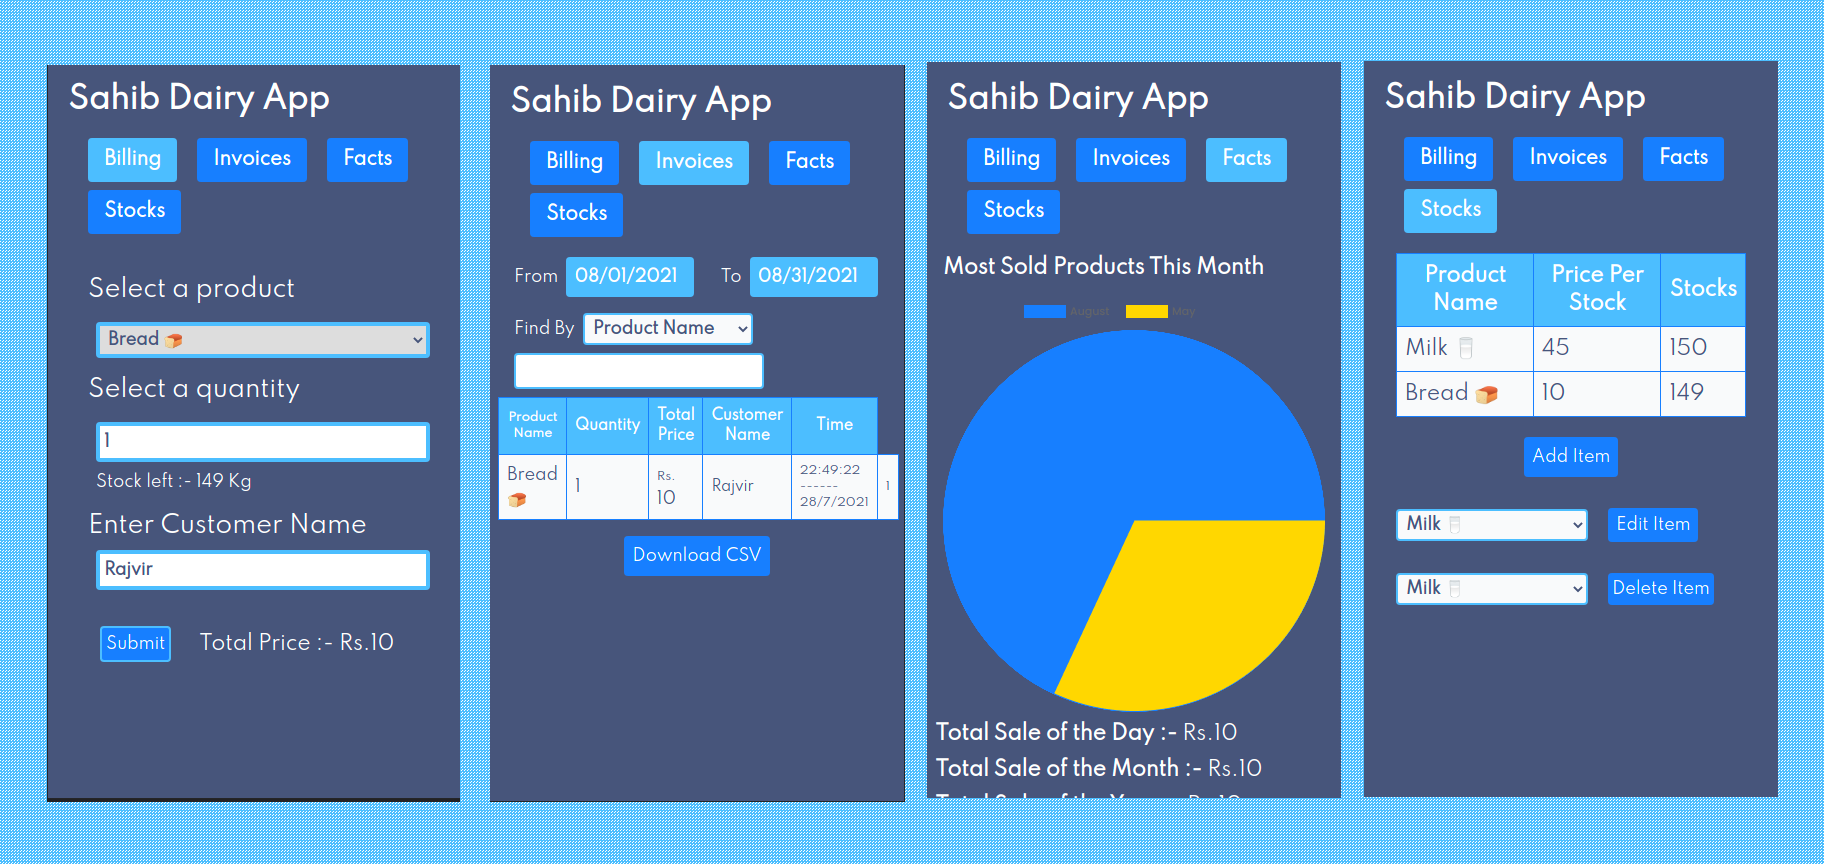 Sahib Dairy App
Billing Invoices Facts
Stocks
Select a product
Bread 🍞
Select a quantity
1
Stock left :- 149 Kg
Enter Customer Name
Rajvir
Submit Total Price :- Rs.10
Sahib Dairy App
Billing Invoices Facts
Stocks
From 08/01/2021 To 08/31/2021
Find By Product Name
Product Name Quantity Total Price Customer Name Time
Bread 🍞 1 Rs. 10 Rajvir 22:49:22 ------ 28/7/2021 1
Download CSV
Sahib Dairy App
Billing Invoices Facts
Stocks
Most Sold Products This Month
August May
Total Sale of the Day :- Rs.10
Total Sale of the Month :- Rs.10
Sahib Dairy App
Billing Invoices Facts
Stocks
Product Name Price Per Stock Stocks
Milk 🥛 45 150
Bread 🍞 10 149
Add Item
Milk 🥛 Edit Item
Milk 🥛 Delete Item